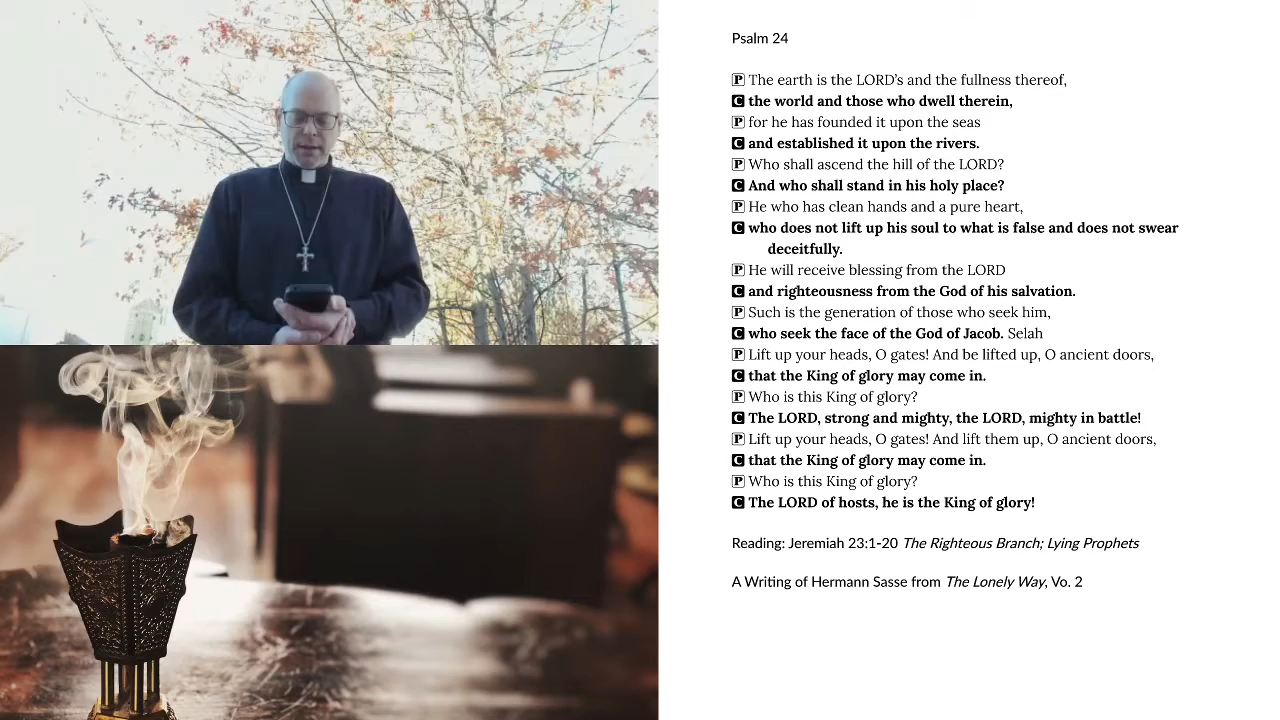 Psalm 24
P The earth is the LORD's and the fullness thereof,
C the world and those who dwell therein,
P for he has founded it upon the seas
C and established it upon the rivers.
P Who shall ascend the hill of the LORD?
C And who shall stand in his holy place?
P He who has clean hands and a pure heart,
C who does not lift up his soul to what is false and does not swear
deceitfully.
P He will receive blessing from the LORD
C and righteousness from the God of his salvation.
P Such is the generation of those who seek him,
C who seek the face of the God of Jacob. Selah
P Lift up your heads, O gates! And be lifted up, O ancient doors,
C that the King of glory may come in.
P Who is this King of glory?
C The LORD, strong and mighty, the LORD, mighty in battle!
P Lift up your heads, O gates! And lift them up, O ancient doors,
C that the King of glory may come in.
P Who is this King of glory?
C The LORD of hosts, he is the King of glory!
Reading: Jeremiah 23:1-20 The Righteous Branch; Lying Prophets
A Writing of Hermann Sasse from The Lonely Way, Vo. 2